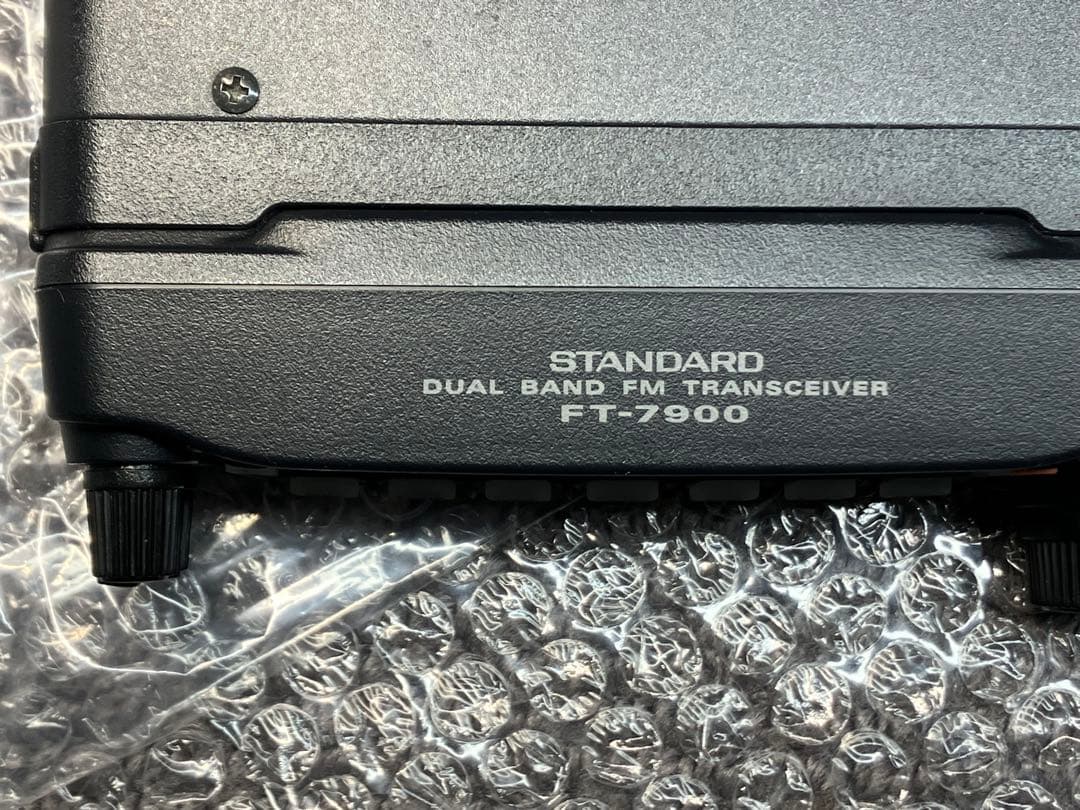 STANDARD
DUAL BAND FM TRANSCEIVER
FT-7900